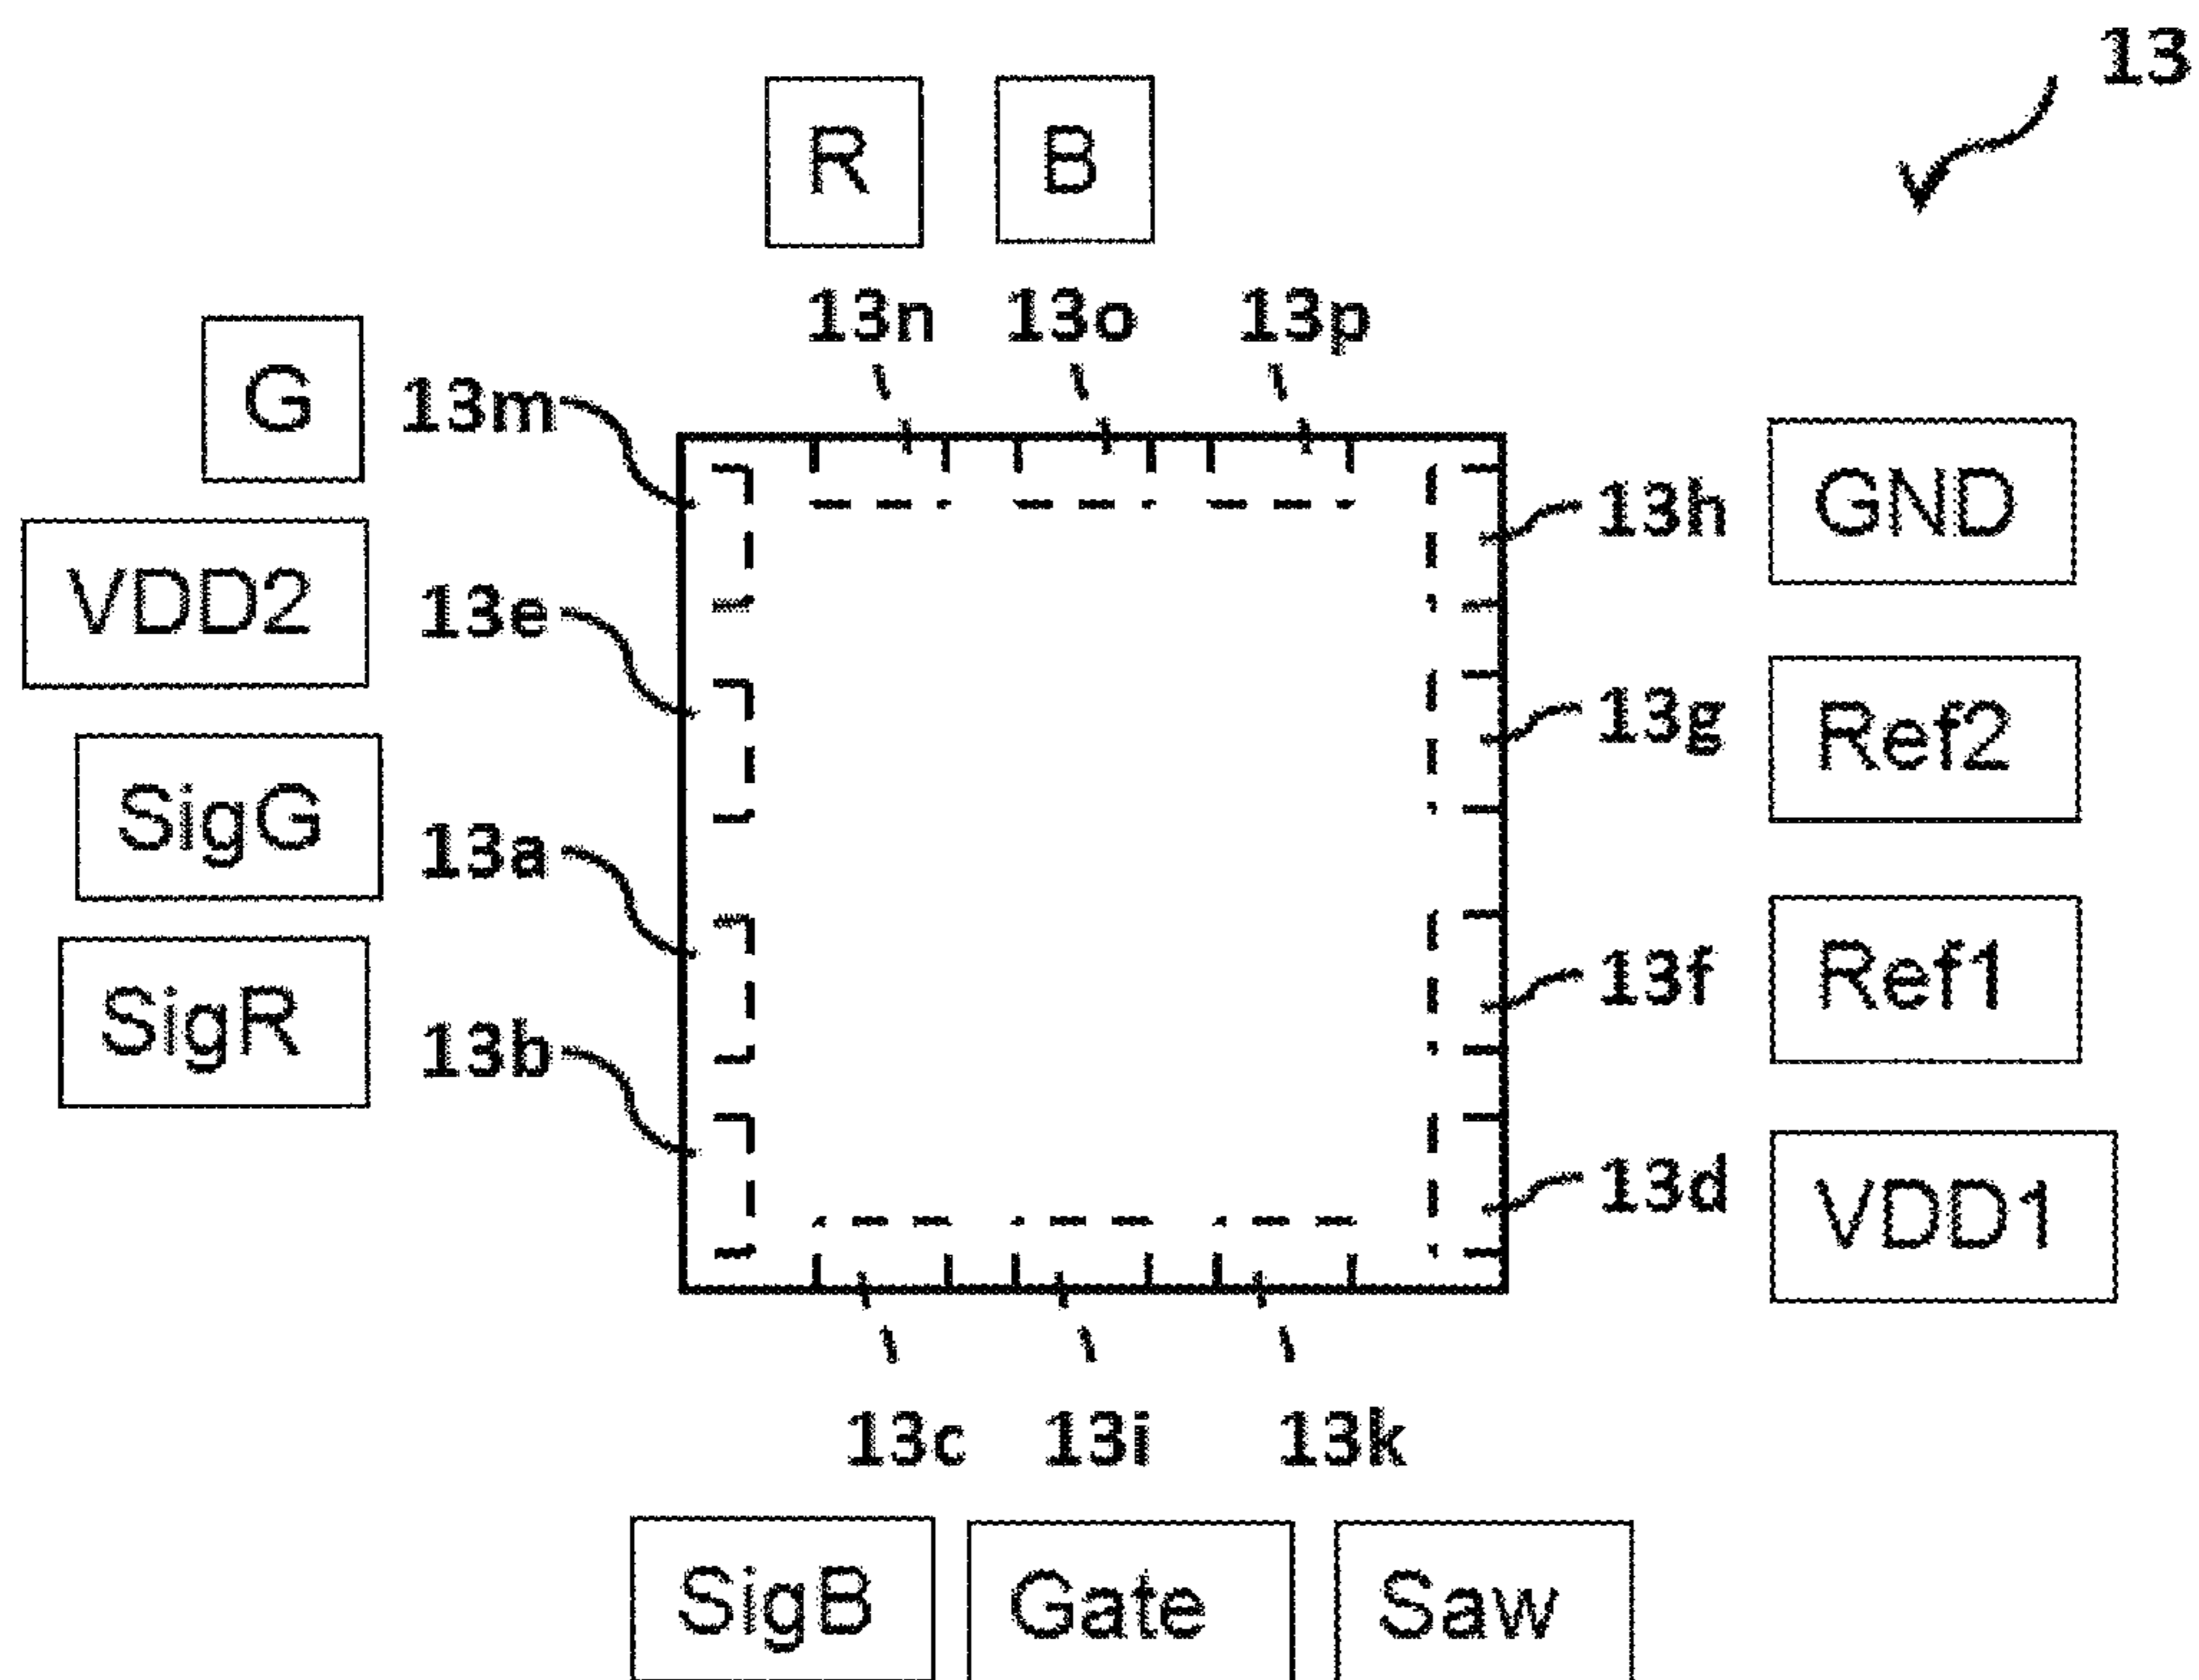 13
R B
13n 13o 13p
G 13m
13h GND
VDD2 13e
13g Ref2
SigG 13a
13f Ref1
SigR 13b
13d VDD1
13c 13i 13k
SigB Gate Saw